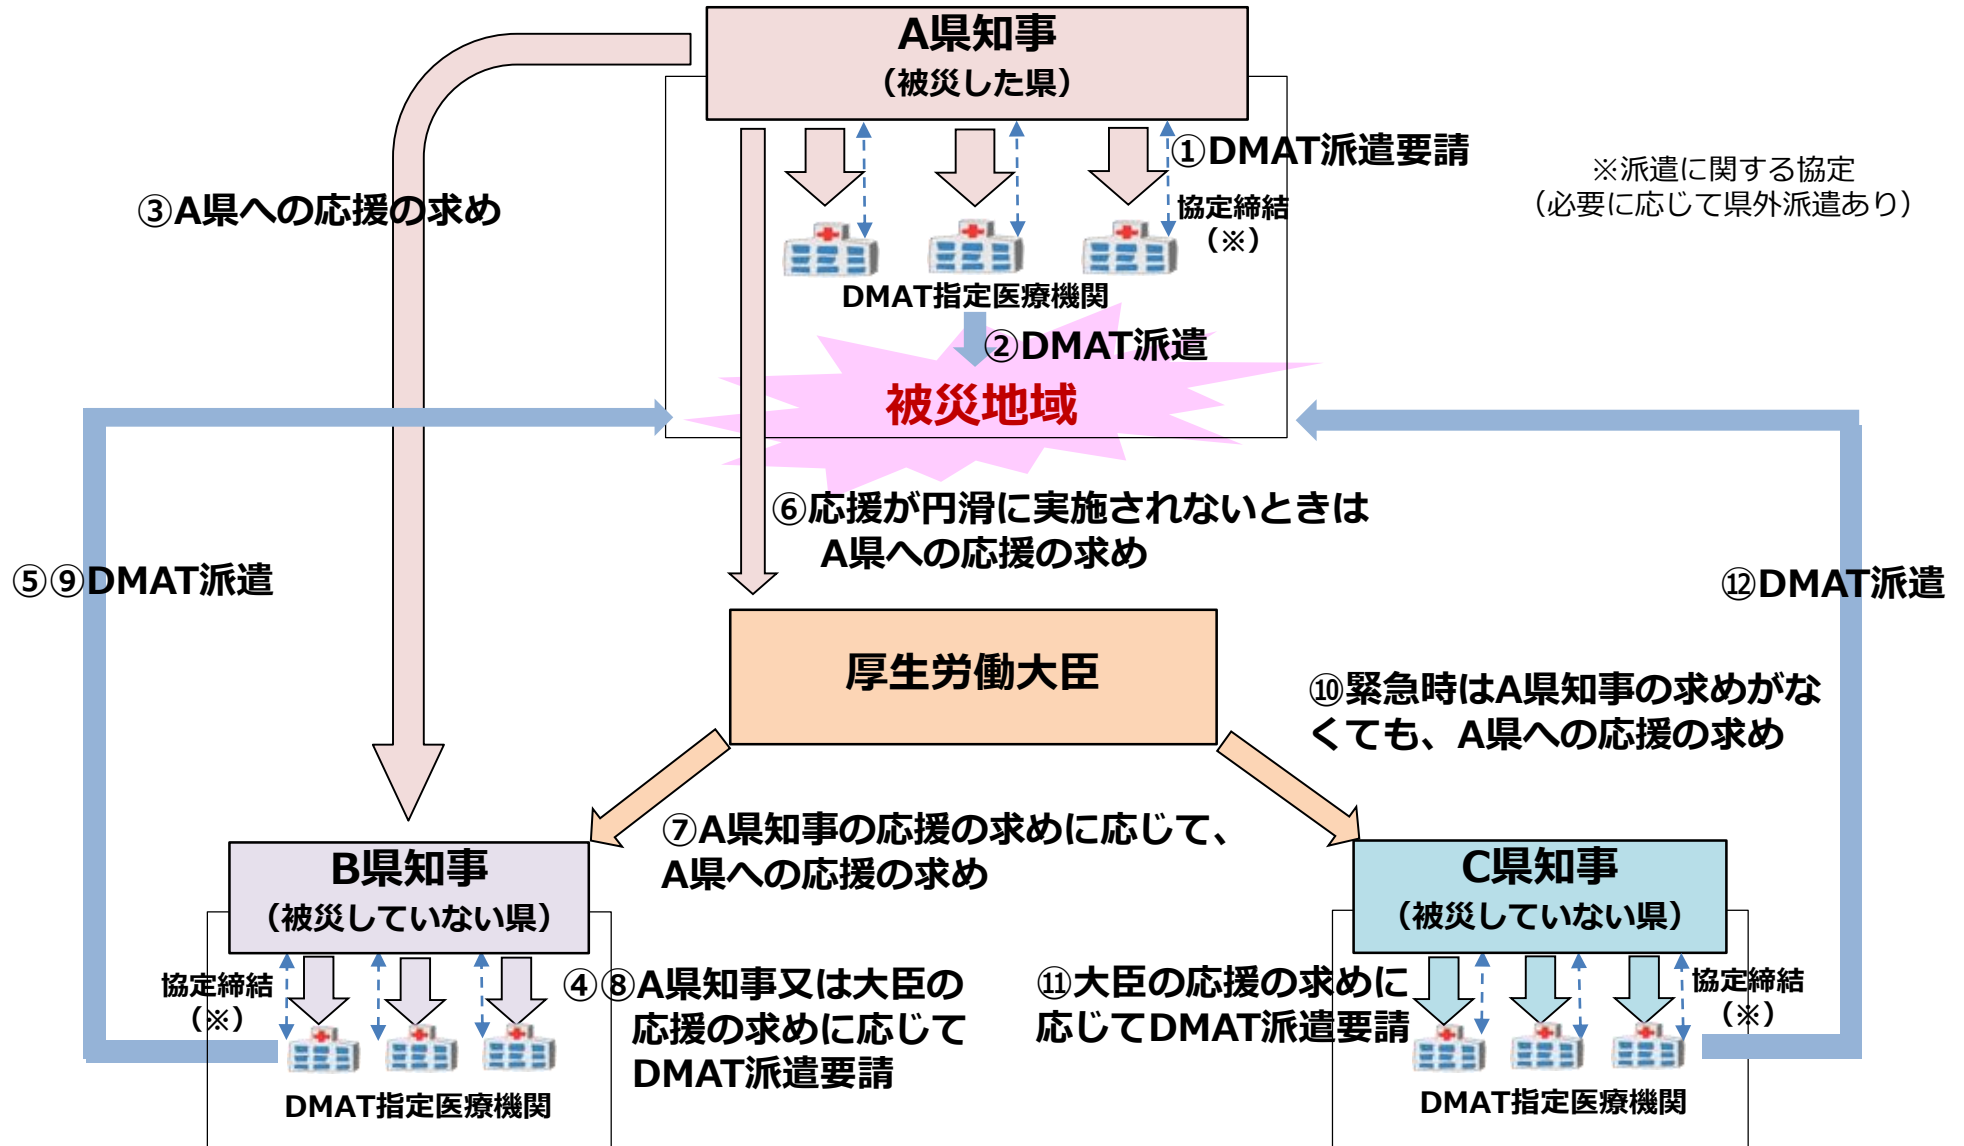 A県知事
（被災した県）
①DMAT派遣要請
※派遣に関する協定
（必要に応じて県外派遣あり）
③A県への応援の求め
協定締結
（※）
DMAT指定医療機関
②DMAT派遣
被災地域
⑥応援が円滑に実施されないときは
A県への応援の求め
⑤⑨DMAT派遣
⑫DMAT派遣
厚生労働大臣
⑩緊急時はA県知事の求めがな
くても、A県への応援の求め
⑦A県知事の応援の求めに応じて、
A県への応援の求め
B県知事
（被災していない県）
C県知事
（被災していない県）
協定締結
（※）
④⑧A県知事又は大臣の
応援の求めに応じて
DMAT派遣要請
⑪大臣の応援の求めに
応じてDMAT派遣要請
協定締結
（※）
DMAT指定医療機関
DMAT指定医療機関